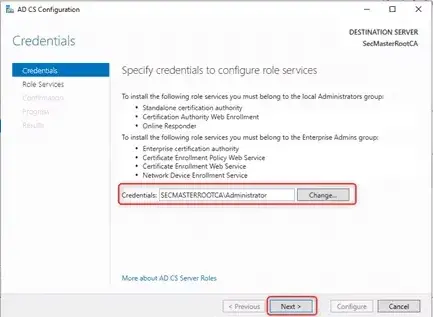 AD CS Configuration
Credentials
DESTINATION SERVER
SecMasterRootCA
Credentials
Role Services
Confirmation
Progress
Results
Specify credentials to configure role services
To install the following role services you must belong to the local Administrators group:
• Standalone certification authority
• Certification Authority Web Enrollment
• Online Responder
To install the following role services you must belong to the Enterprise Admins group:
• Enterprise certification authority
• Certificate Enrollment Policy Web Service
• Certificate Enrollment Web Service
• Network Device Enrollment Service
Credentials: SECMASTERROOTCA\Administrator Change...
More about AD CS Server Roles
< Previous Next > Configure Cancel